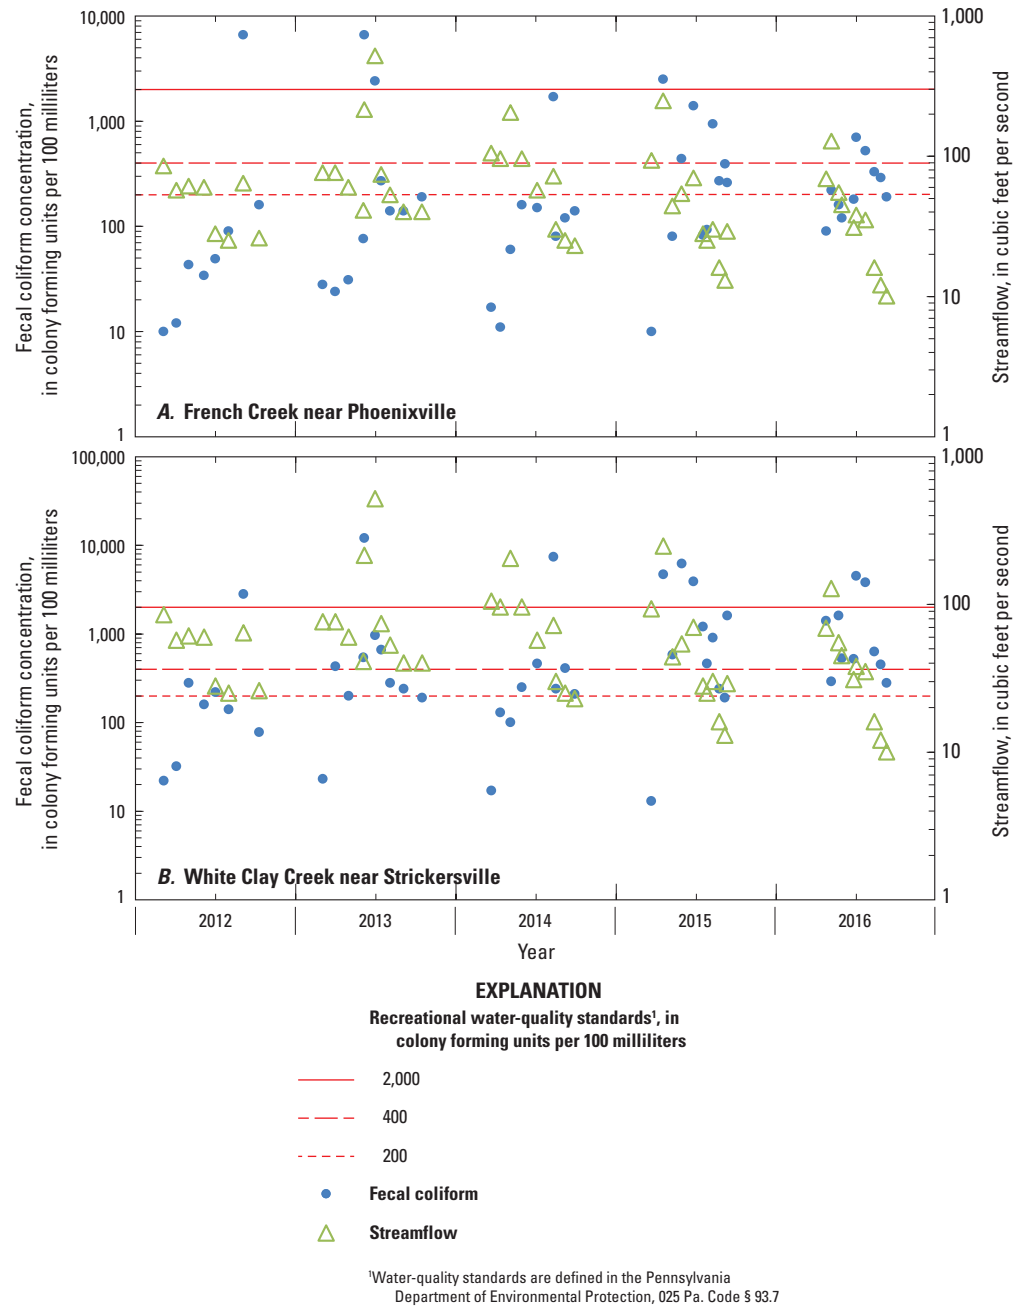 10,000
1,000
100
10
1
Fecal coliform concentration,
in colony forming units per 100 milliliters
1,000
100
10
1
Streamflow, in cubic feet per second
A. French Creek near Phoenixville
100,000
10,000
1,000
100
10
1
Fecal coliform concentration,
in colony forming units per 100 milliliters
1,000
100
10
1
Streamflow, in cubic feet per second
B. White Clay Creek near Strickersville
2012 2013 2014 2015 2016
Year
EXPLANATION
Recreational water-quality standards¹, in
colony forming units per 100 milliliters
2,000
400
200
Fecal coliform
Streamflow
¹Water-quality standards are defined in the Pennsylvania
Department of Environmental Protection, 025 Pa. Code § 93.7